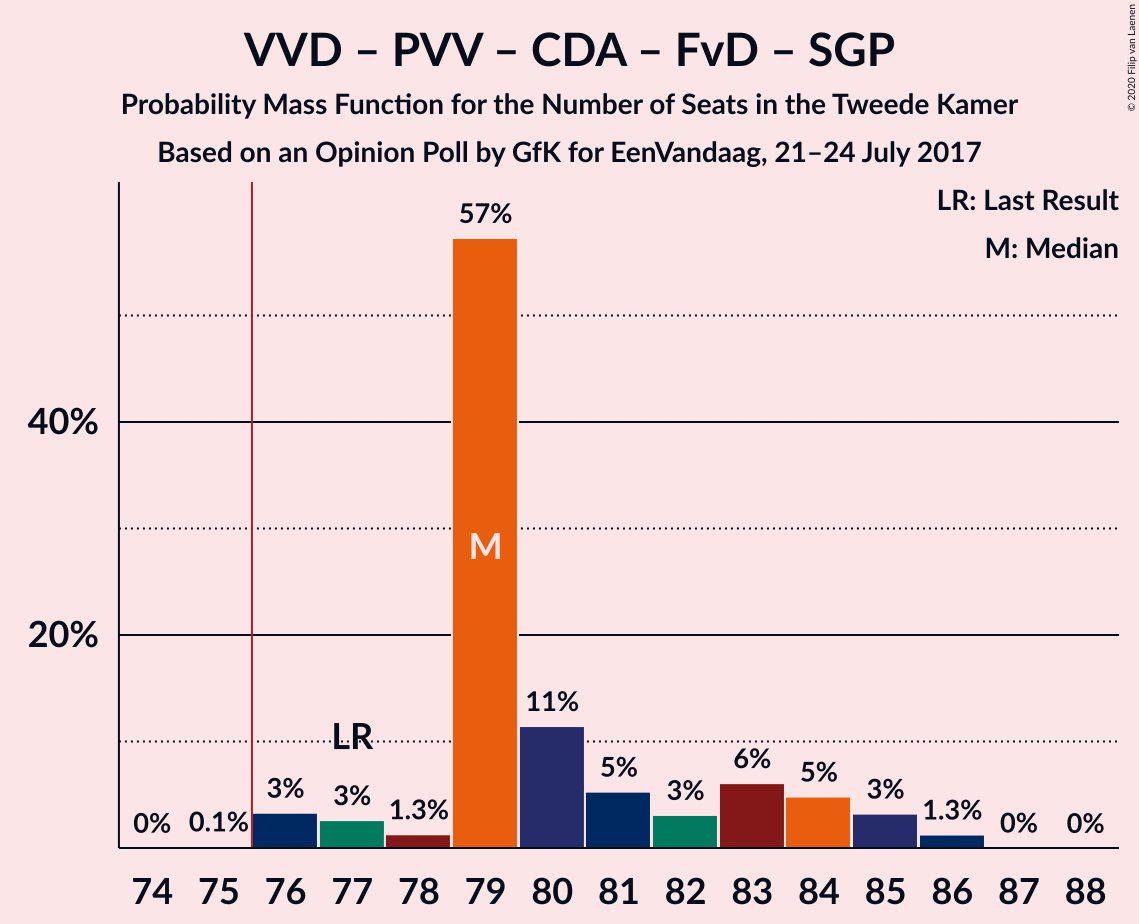 VVD – PVV – CDA – FvD – SGP
Probability Mass Function for the Number of Seats in the Tweede Kamer
Based on an Opinion Poll by GfK for EenVandaag, 21–24 July 2017
© 2020 Filip van Laenen
LR: Last Result
M: Median
57%
40%
M
20%
11%
LR
6%
5%
5%
3%
3%
3%
3%
1.3%
1.3%
0%
0.1%
0%
0%
74 75 76 77 78 79 80 81 82 83 84 85 86 87 88